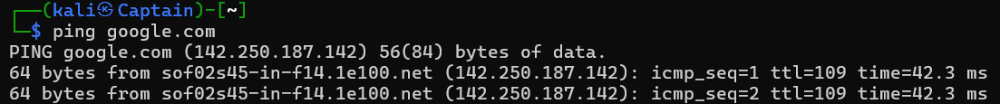 ┌──(kali㉿Captain)-[~]
└─$ ping google.com
PING google.com (142.250.187.142) 56(84) bytes of data.
64 bytes from sof02s45-in-f14.1e100.net (142.250.187.142): icmp_seq=1 ttl=109 time=42.3 ms
64 bytes from sof02s45-in-f14.1e100.net (142.250.187.142): icmp_seq=2 ttl=109 time=42.3 ms